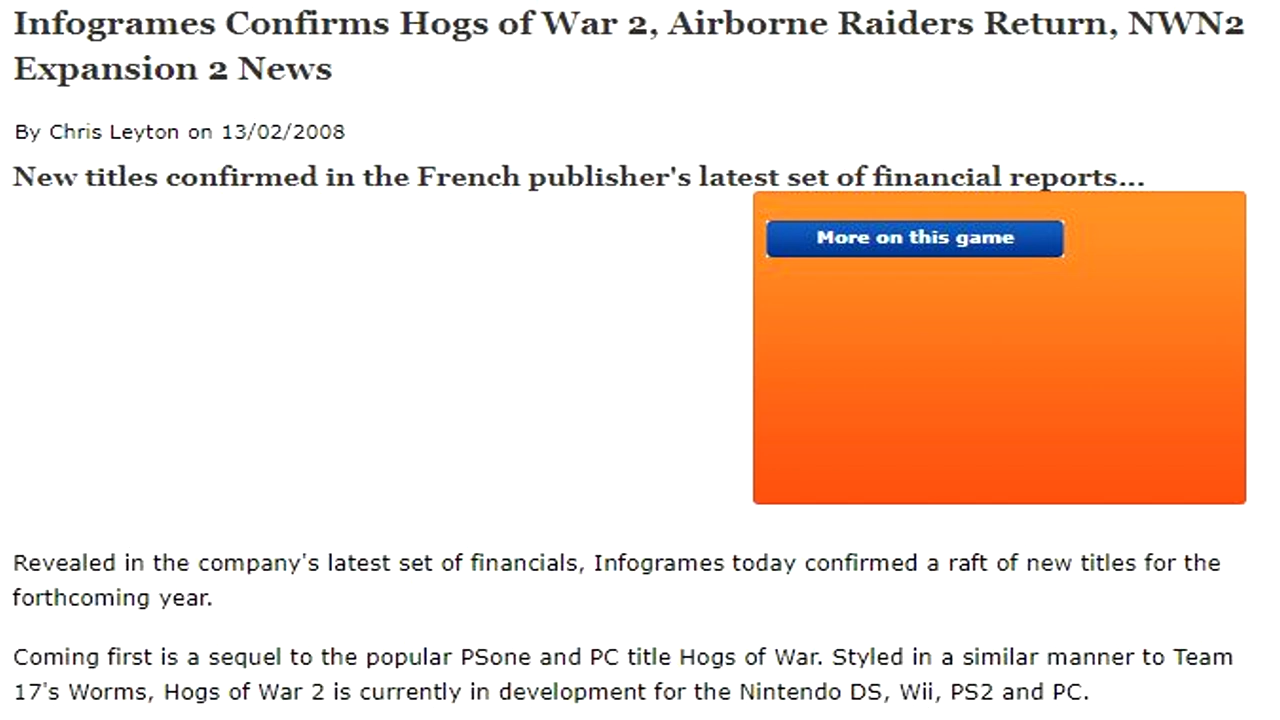 Infogrames Confirms Hogs of War 2, Airborne Raiders Return, NWN2
Expansion 2 News
By Chris Leyton on 13/02/2008
New titles confirmed in the French publisher's latest set of financial reports...
More on this game
Revealed in the company's latest set of financials, Infogrames today confirmed a raft of new titles for the
forthcoming year.
Coming first is a sequel to the popular PSone and PC title Hogs of War. Styled in a similar manner to Team
17's Worms, Hogs of War 2 is currently in development for the Nintendo DS, Wii, PS2 and PC.